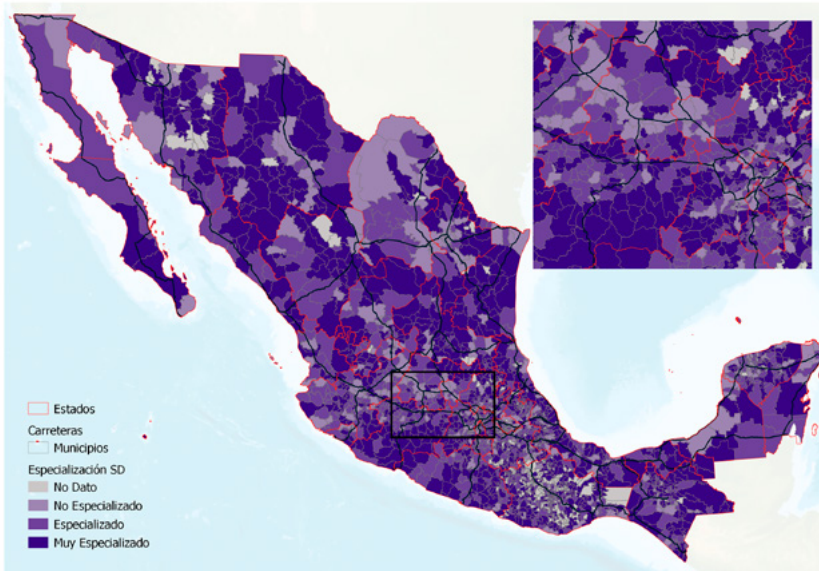 Estados
Carreteras
Municipios
Especialización SD
No Dato
No Especializado
Especializado
Muy Especializado